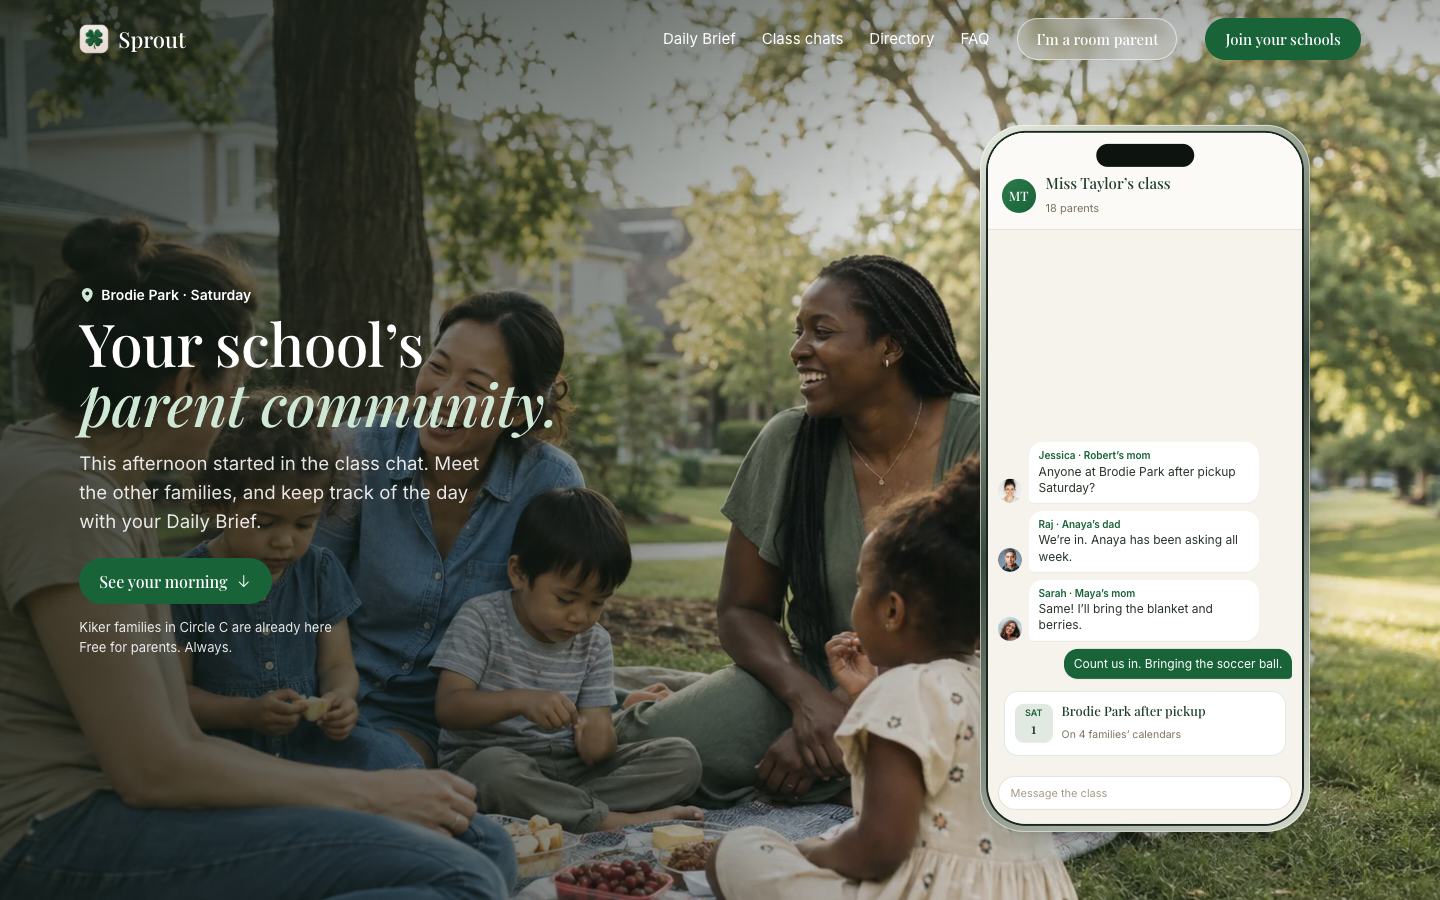 Sprout
Daily Brief
Class chats
Directory
FAQ
I'm a room parent
Join your schools
Brodie Park · Saturday
Your school's
parent community.
This afternoon started in the class chat. Meet
the other families, and keep track of the day
with your Daily Brief.
See your morning ↓
Kiker families in Circle C are already here
Free for parents. Always.
MT
Miss Taylor's class
18 parents
Jessica · Robert's mom
Anyone at Brodie Park after pickup
Saturday?
Raj · Anaya's dad
We're in. Anaya has been asking all
week.
Sarah · Maya's mom
Same! I'll bring the blanket and
berries.
Count us in. Bringing the soccer ball.
SAT
1
Brodie Park after pickup
On 4 families' calendars
Message the class